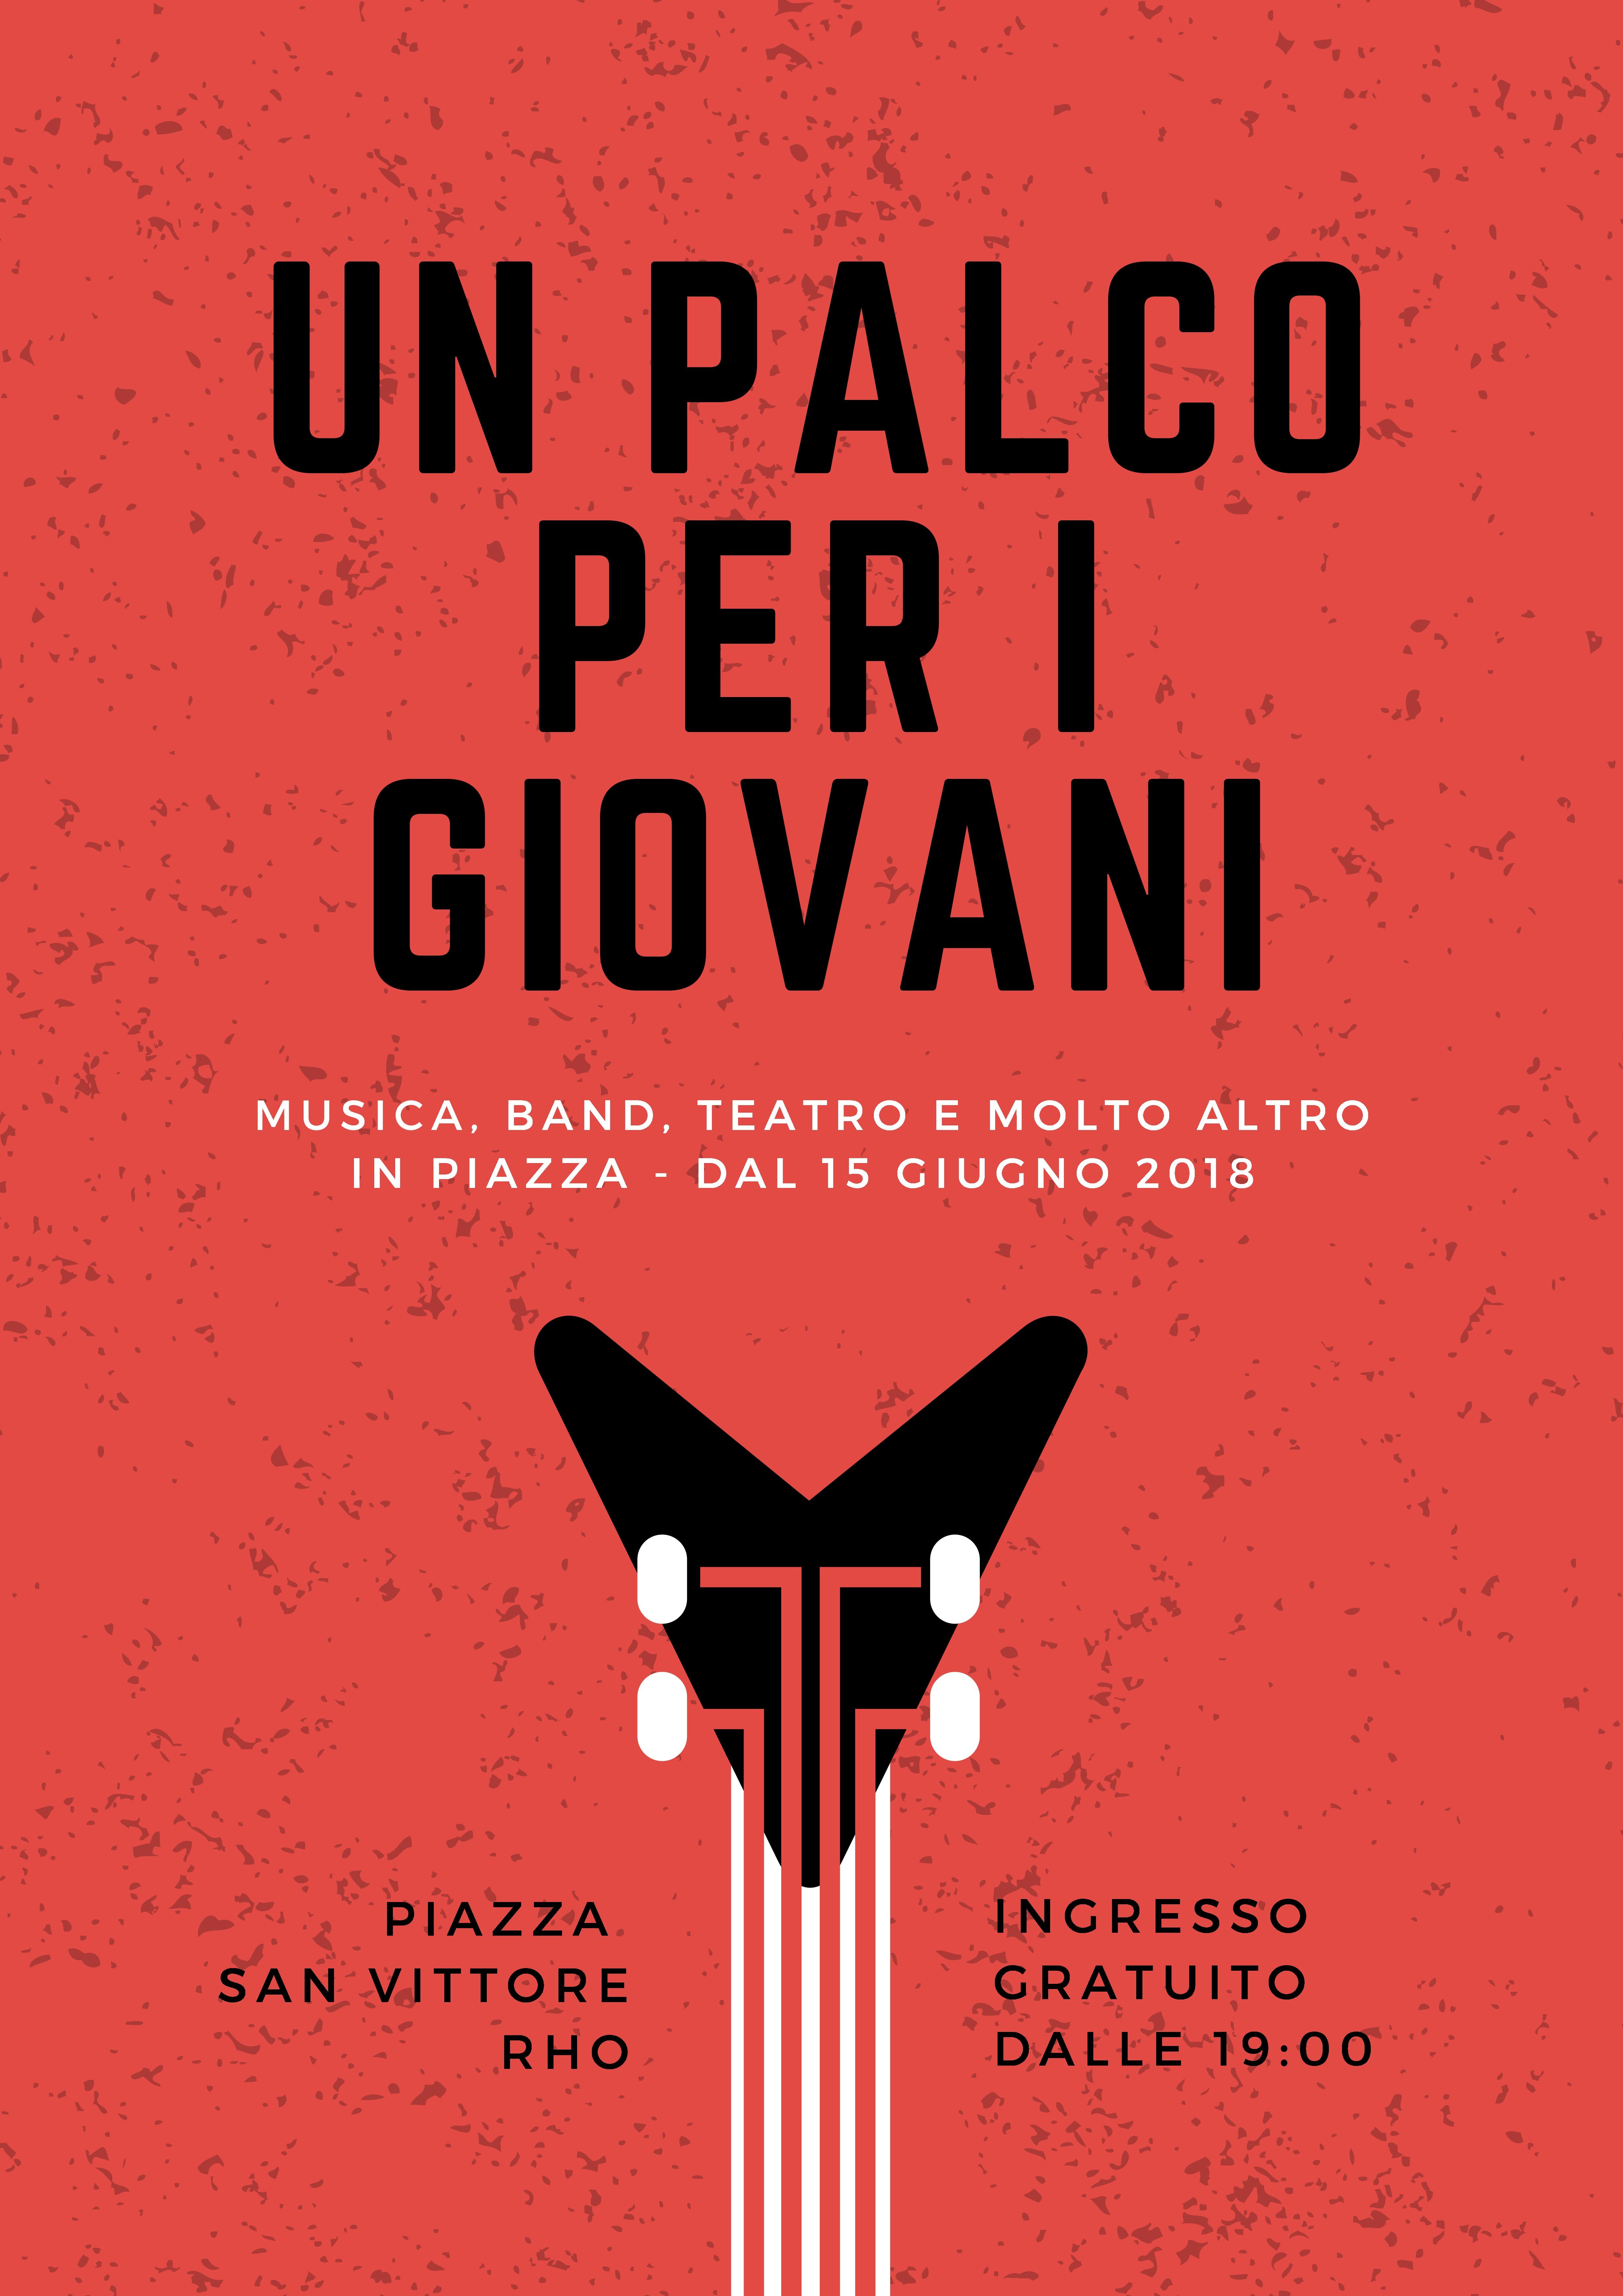 UN PALCO
PER I
GIOVANI
MUSICA, BAND, TEATRO E MOLTO ALTRO
IN PIAZZA - DAL 15 GIUGNO 2018
PIAZZA
SAN VITTORE
RHO
INGRESSO
GRATUITO
DALLE 19:00